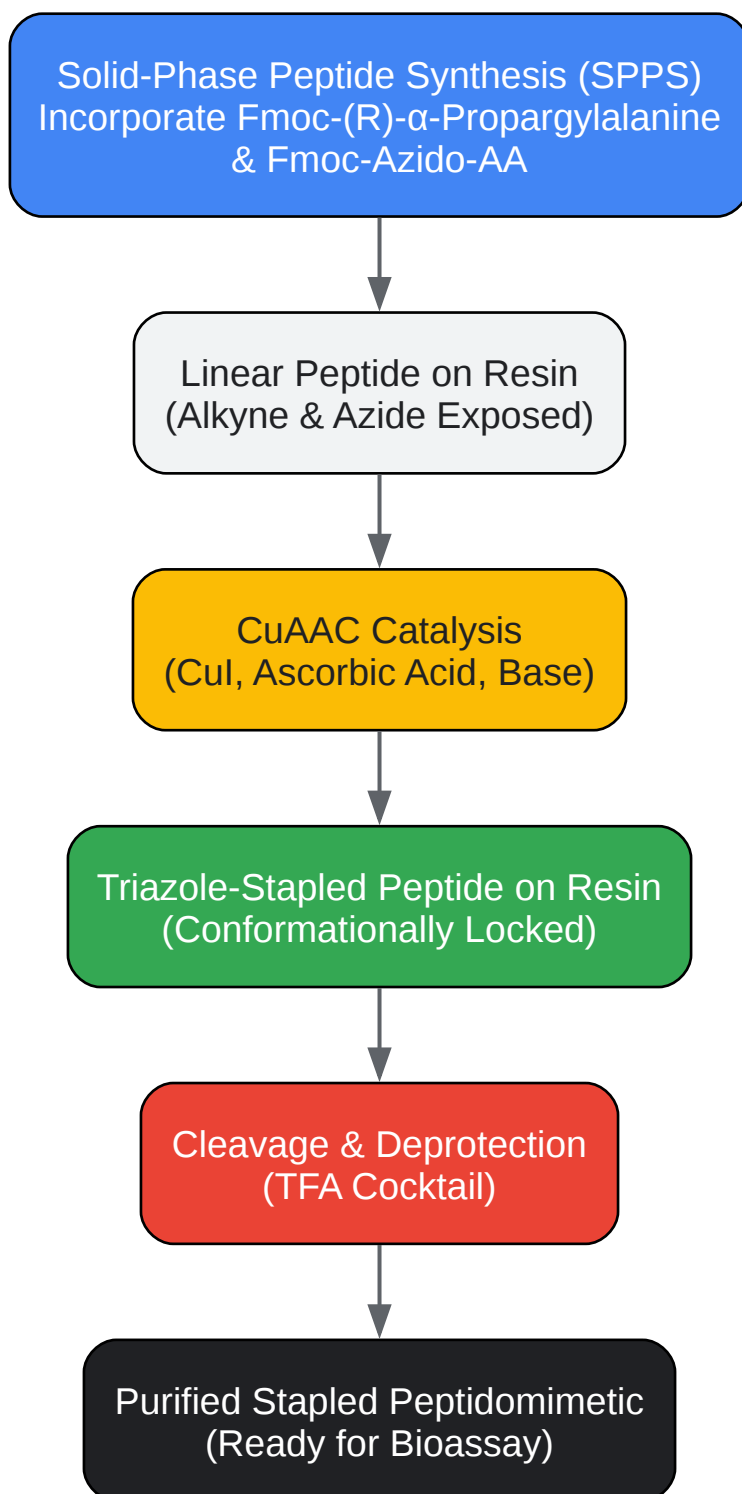 Solid-Phase Peptide Synthesis (SPPS)
Incorporate Fmoc-(R)-α-Propargylalanine
& Fmoc-Azido-AA
Linear Peptide on Resin
(Alkyne & Azide Exposed)
CuAAC Catalysis
(CuI, Ascorbic Acid, Base)
Triazole-Stapled Peptide on Resin
(Conformationally Locked)
Cleavage & Deprotection
(TFA Cocktail)
Purified Stapled Peptidomimetic
(Ready for Bioassay)